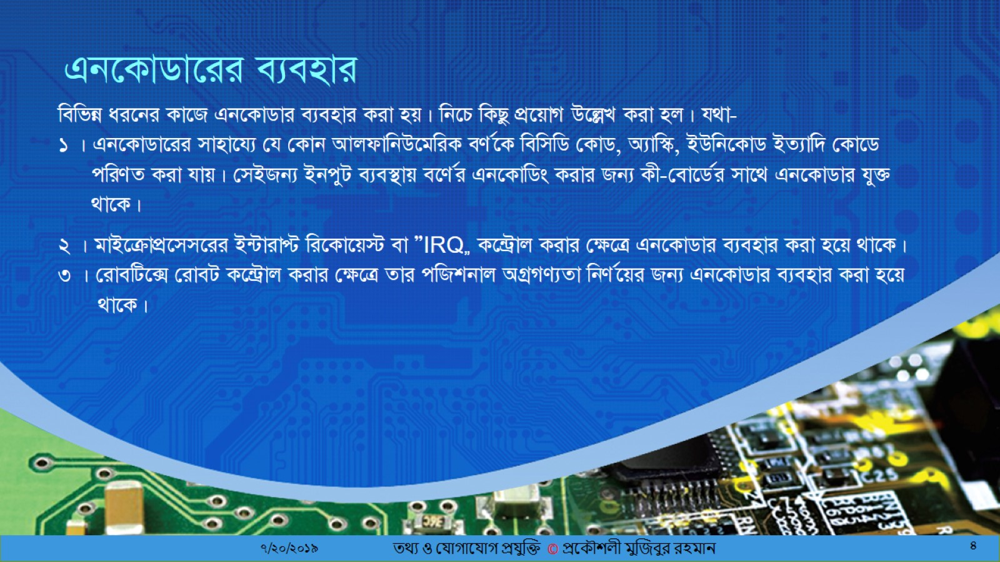 এনকোডারের ব্যবহার
বিভিন্ন ধরনের কাজে এনকোডার ব্যবহার করা হয়। নিচে কিছু প্রয়োগ উল্লেখ করা হল। যথা-
১ । এনকোডারের সাহায্যে যে কোন আলফানিউমেরিক বর্ণকে বিসিডি কোড, অ্যাস্কি, ইউনিকোড ইত্যাদি কোডে
পরিণত করা যায়। সেইজন্য ইনপুট ব্যবস্থায় বর্ণের এনকোডিং করার জন্য কী-বোর্ডের সাথে এনকোডার যুক্ত
থাকে।
২ । মাইক্রোপ্রসেসরের ইন্টারাপ্ট রিকোয়েস্ট বা ”IRQ„ কন্ট্রোল করার ক্ষেত্রে এনকোডার ব্যবহার করা হয়ে থাকে।
৩ । রোবটিক্সে রোবট কন্ট্রোল করার ক্ষেত্রে তার পজিশনাল অগ্রগণ্যতা নির্ণয়ের জন্য এনকোডার ব্যবহার করা হয়ে
থাকে।
C25
৭/২০/২০১৯ তথ্য ও যোগাযোগ প্রযুক্তি © প্রকৌশলী মুজিবুর রহমান ৪